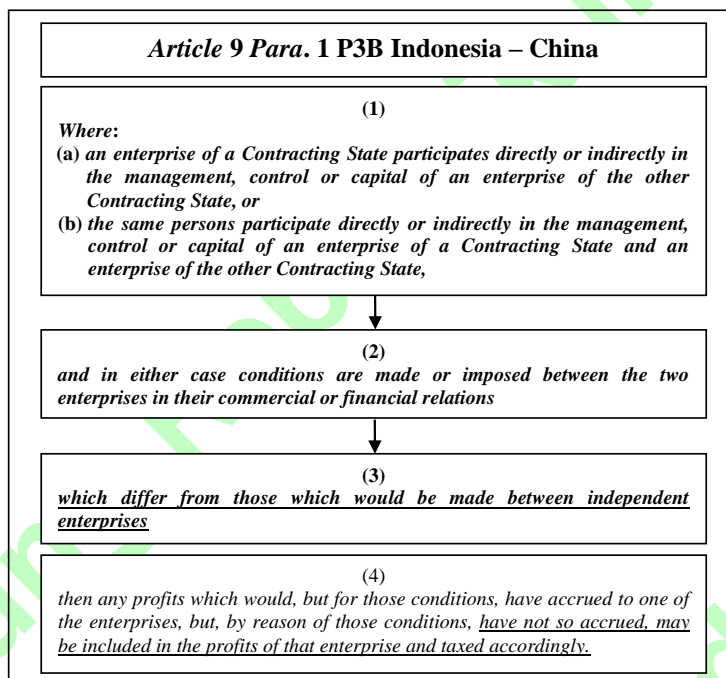 Article 9 Para. 1 P3B Indonesia – China
(1)
Where:
(a) an enterprise of a Contracting State participates directly or indirectly in
the management, control or capital of an enterprise of the other
Contracting State, or
(b) the same persons participate directly or indirectly in the management,
control or capital of an enterprise of a Contracting State and an
enterprise of the other Contracting State,
(2)
and in either case conditions are made or imposed between the two
enterprises in their commercial or financial relations
(3)
which differ from those which would be made between independent
enterprises
(4)
then any profits which would, but for those conditions, have accrued to one of
the enterprises, but, by reason of those conditions, have not so accrued, may
be included in the profits of that enterprise and taxed accordingly.